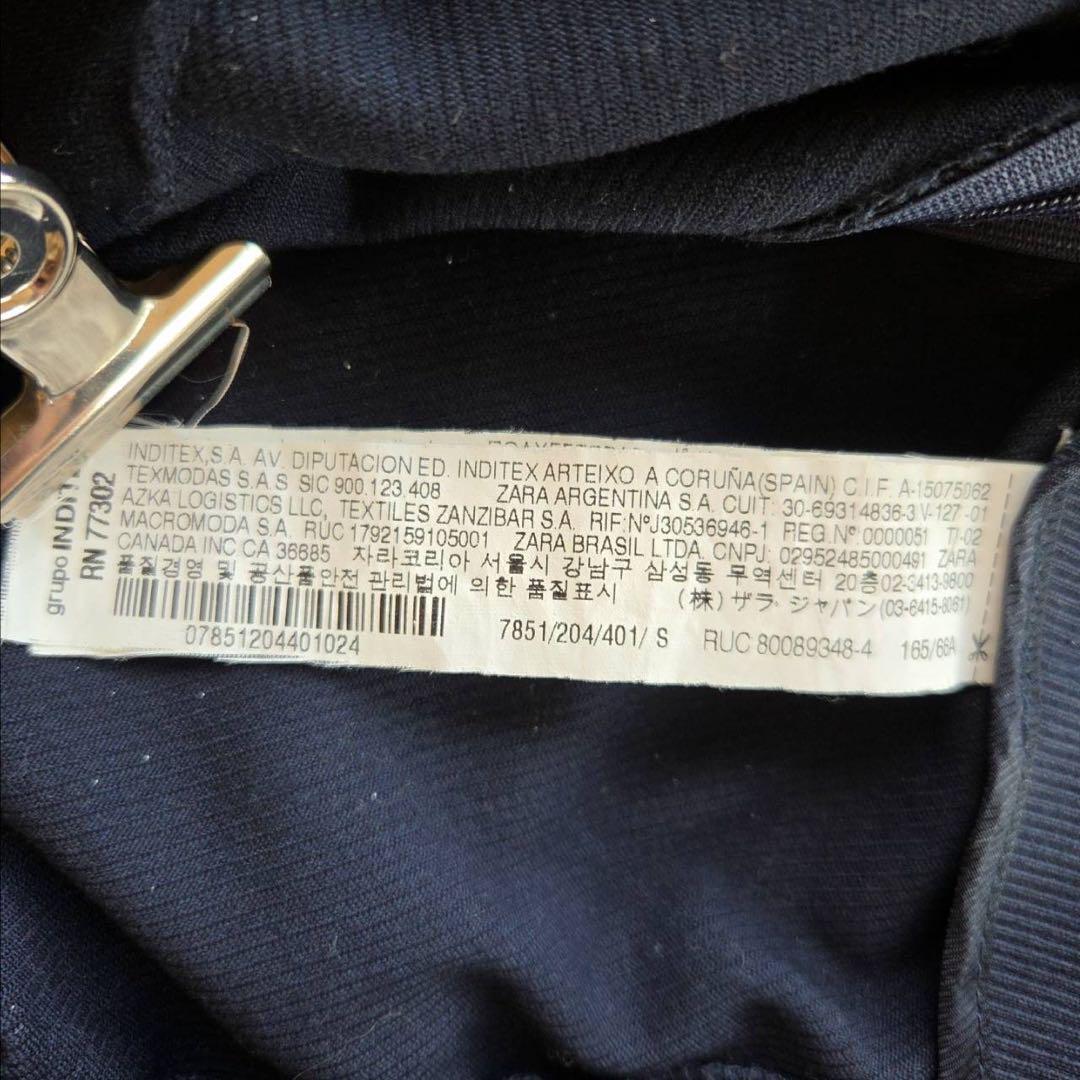 grupo INDITEX
RN 77302
INDITEX,S.A. AV. DIPUTACION ED. INDITEX ARTEIXO A CORUÑA(SPAIN) C.I.F. A-15075062
TEXMODAS S.A.S SIC 900.123.408 ZARA ARGENTINA S.A. CUIT: 30-69314836-3 V-127 -01
AZKA LOGISTICS LLC, TEXTILES ZANZIBAR S.A. RIF:NºJ30536946-1 REG.Nº:0000051 T/-02
MACROMODA S.A. RUC 1792159105001 ZARA BRASIL LTDA. CNPJ: 02952485000491 ZARA
CANADA INC CA 36685 자라코리아 서울시 강남구 삼성동 무역센터 20층02-3413-9800
품질경영 및 공산품안전 관리법에 의한 품질표시 (株) ザラ ジャパン(03-6415-8061)
07851204401024 7851/204/401/ S RUC 80089348-4 165/66A